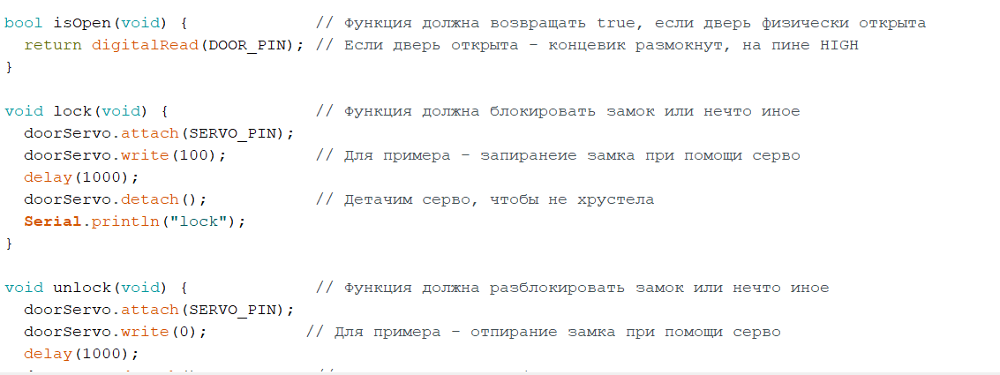 bool isOpen(void) {             // Функция должна возвращать true, если дверь физически открыта
  return digitalRead(DOOR_PIN); // Если дверь открыта - концевик размокнут, на пине HIGH
}
void lock(void) {               // Функция должна блокировать замок или нечто иное
  doorServo.attach(SERVO_PIN);
  doorServo.write(100);         // Для примера - запиранеие замка при помощи серво
  delay(1000);
  doorServo.detach();           // Детачим серво, чтобы не хрустела
  Serial.println("lock");
}
void unlock(void) {             // Функция должна разблокировать замок или нечто иное
  doorServo.attach(SERVO_PIN);
  doorServo.write(0);          // Для примера - отпирание замка при помощи серво
  delay(1000);